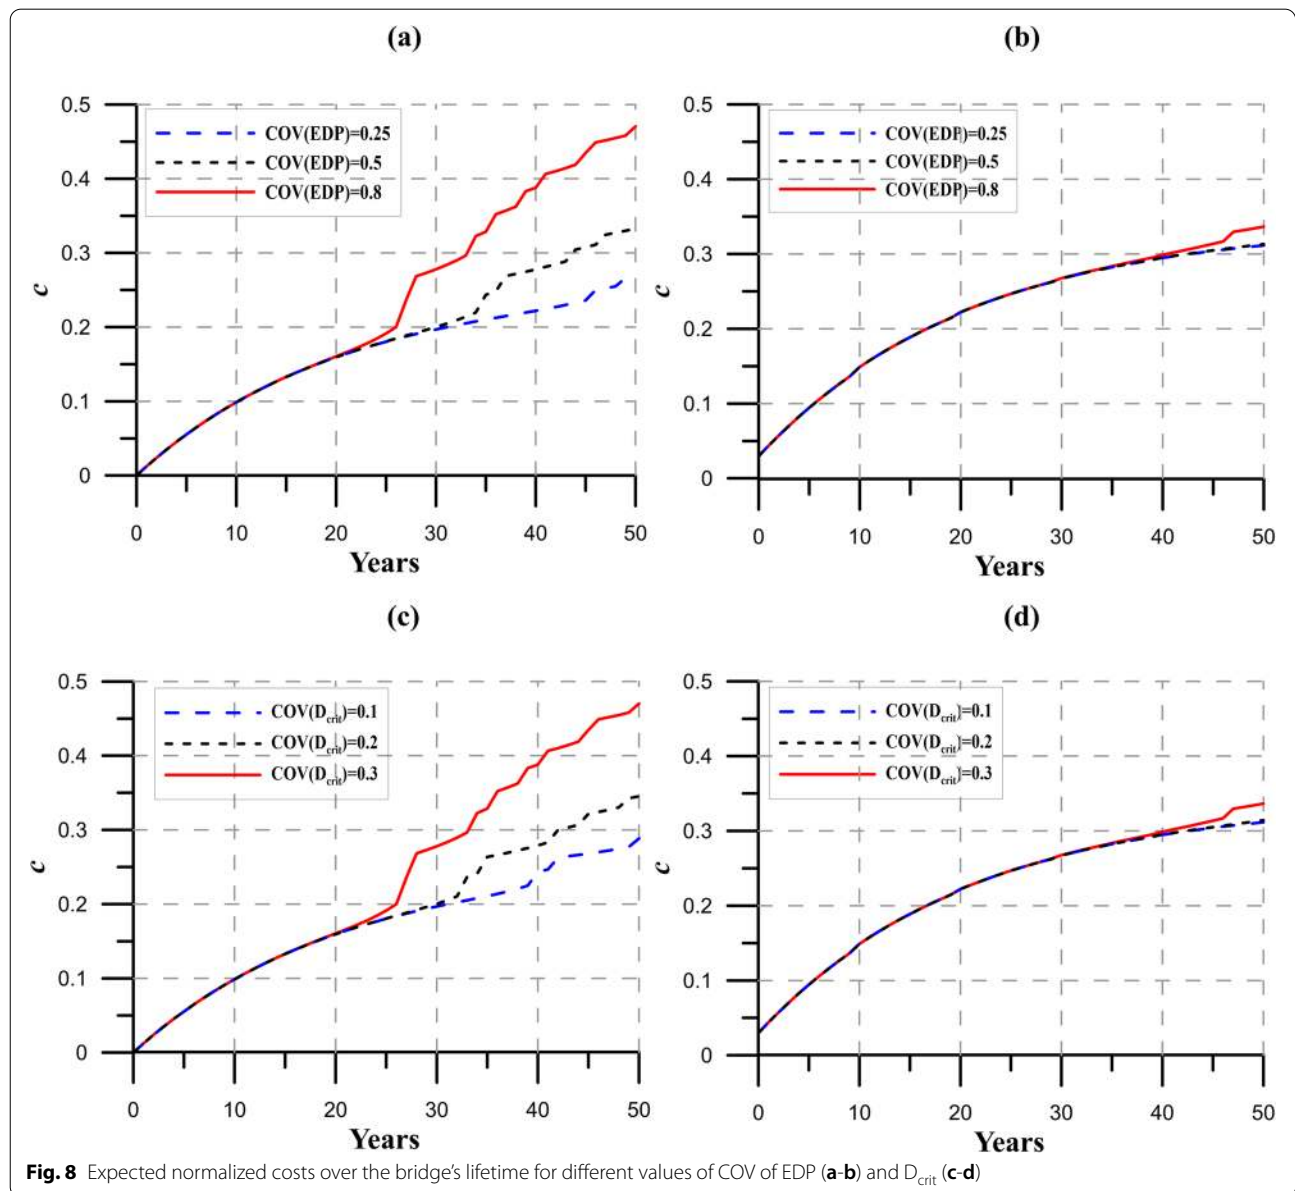 (a)
0.5
0.4
0.3
0.2
0.1
0
c
COV(EDP)=0.25
COV(EDP)=0.5
COV(EDP)=0.8
0 10 20 30 40 50
Years
(b)
0.5
0.4
0.3
0.2
0.1
0
c
COV(EDP)=0.25
COV(EDP)=0.5
COV(EDP)=0.8
0 10 20 30 40 50
Years
(c)
0.5
0.4
0.3
0.2
0.1
0
c
COV(Dcrit)=0.1
COV(Dcrit)=0.2
COV(Dcrit)=0.3
0 10 20 30 40 50
Years
(d)
0.5
0.4
0.3
0.2
0.1
0
c
COV(Dcrit)=0.1
COV(Dcrit)=0.2
COV(Dcrit)=0.3
0 10 20 30 40 50
Years
Fig. 8 Expected normalized costs over the bridge's lifetime for different values of COV of EDP (a-b) and Dcrit (c-d)